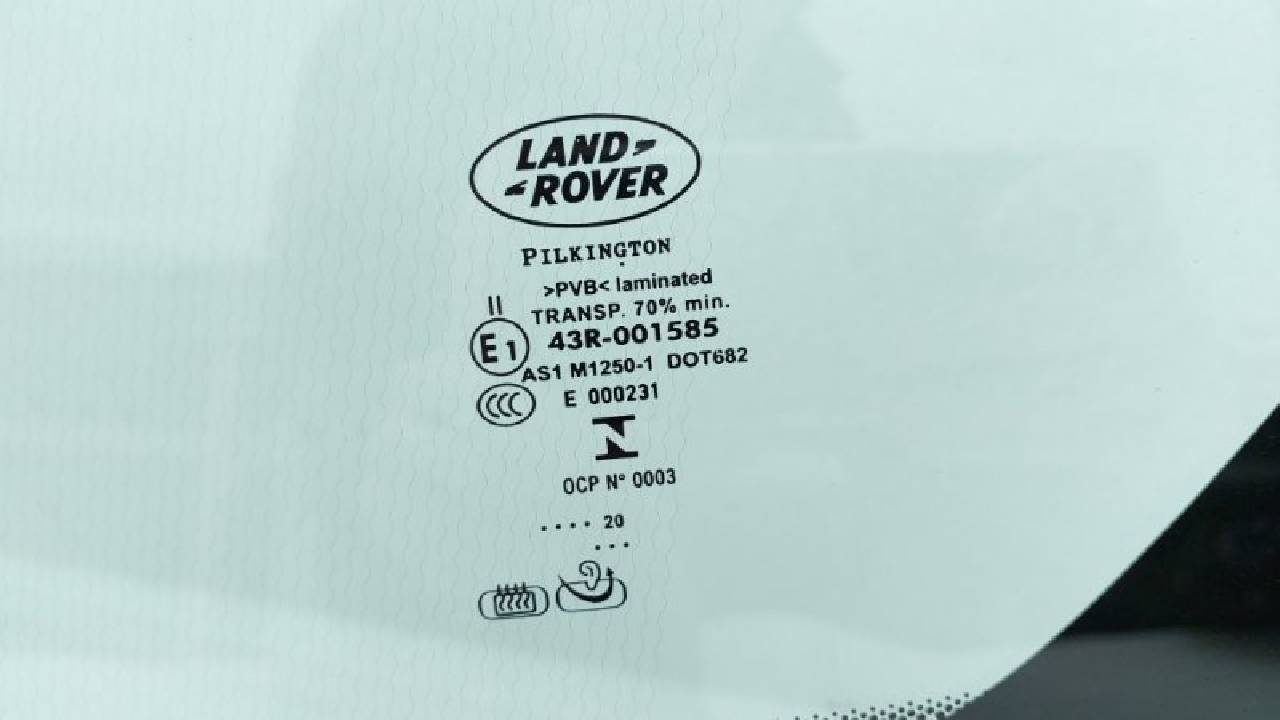 LAND
ROVER
PILKINGTON
>PVB< laminated
II
TRANSP. 70% min.
E1 43R-001585
AS1 M1250-1 DOT682
CCC E 000231
N
OCP N° 0003
.... 20
...